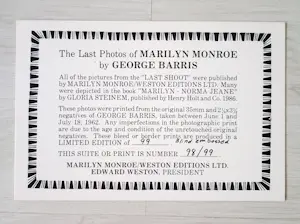 The Last Photos of MARILYN MONROE
by GEORGE BARRIS
All of the pictures from the "LAST SHOOT" were published
by MARILYN MONROE/WESTON EDITIONS LTD. Many
were depicted in the book "MARILYN - NORMA JEANE"
by GLORIA STEINEM, published by Henry Holt and Co. 1986.
These photos were printed from the original 35mm and 2¼x2¼
negatives of GEORGE BARRIS, taken between June 1 and
July 18, 1962. Any imperfections in the photographic print
are due to the age and condition of the unretouched original
negatives. These bleed or border prints are produced in a
LIMITED EDITION of 99 Blind embossed
THIS SUITE OR PRINT IS NUMBER 98/99
MARILYN MONROE/WESTON EDITIONS LTD.
EDWARD WESTON, PRESIDENT